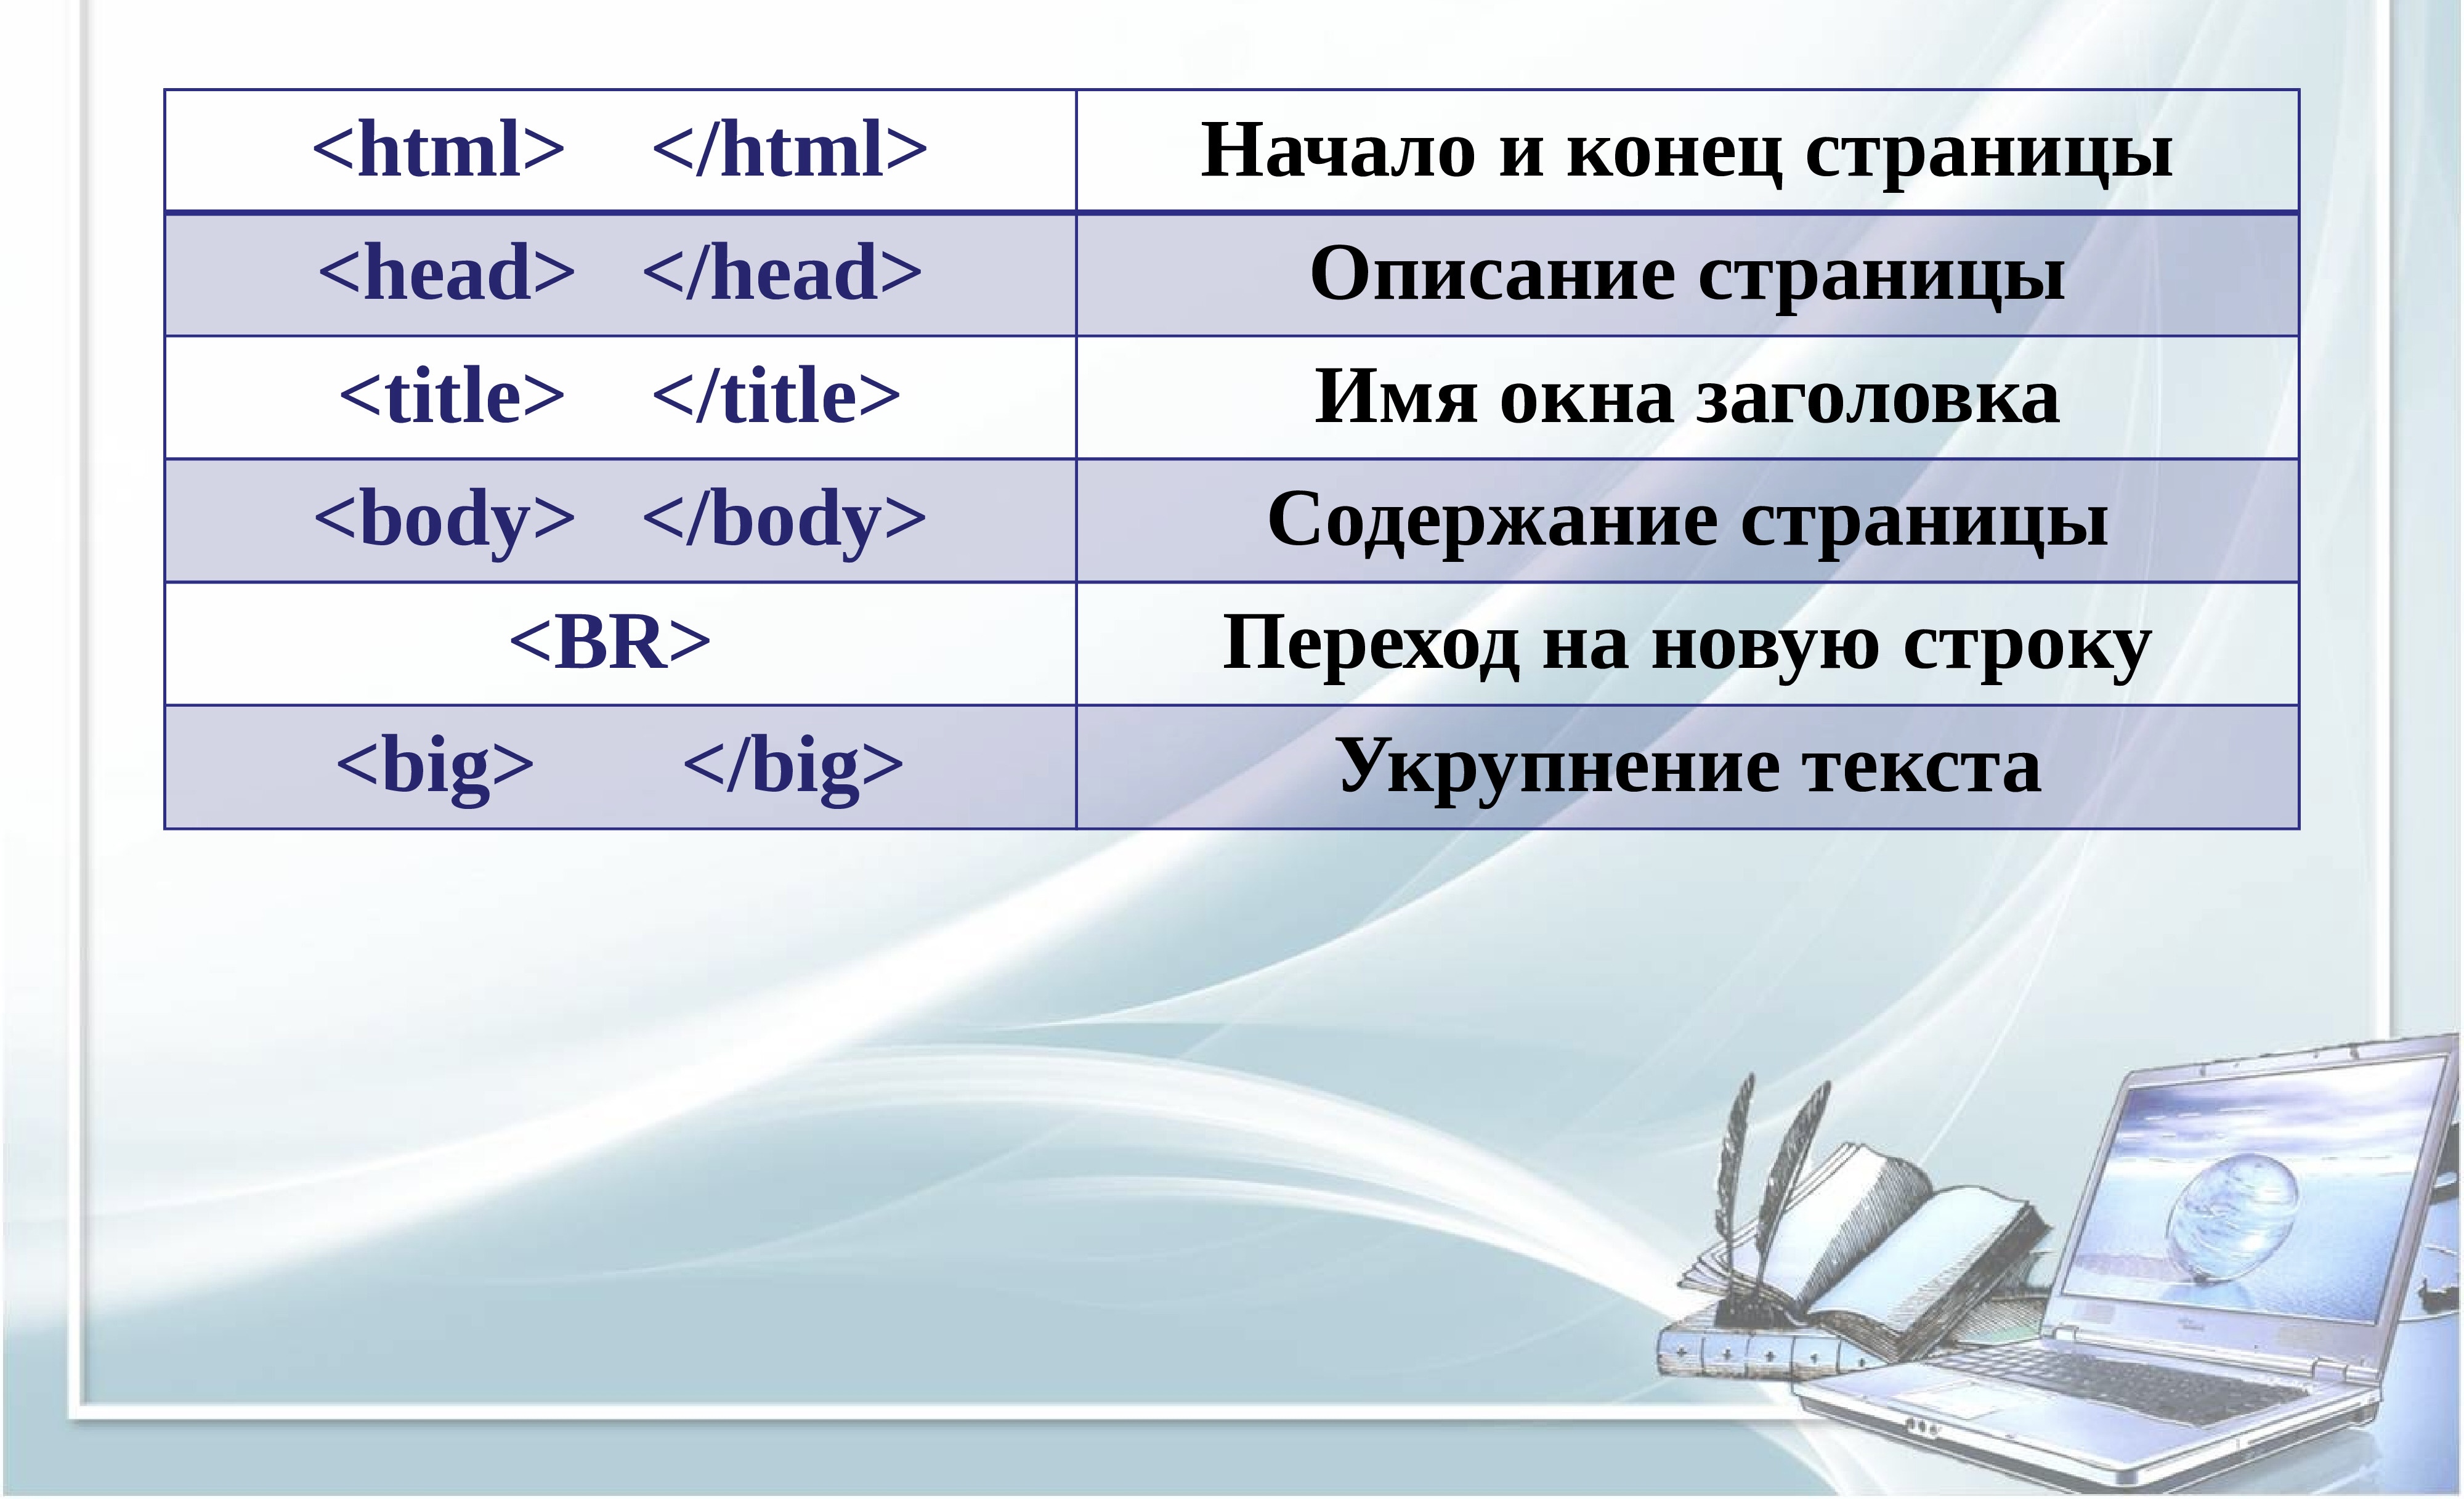 <html> </html> Начало и конец страницы
<head> </head> Описание страницы
<title> </title> Имя окна заголовка
<body> </body> Содержание страницы
<BR> Переход на новую строку
<big> </big> Укрупнение текста